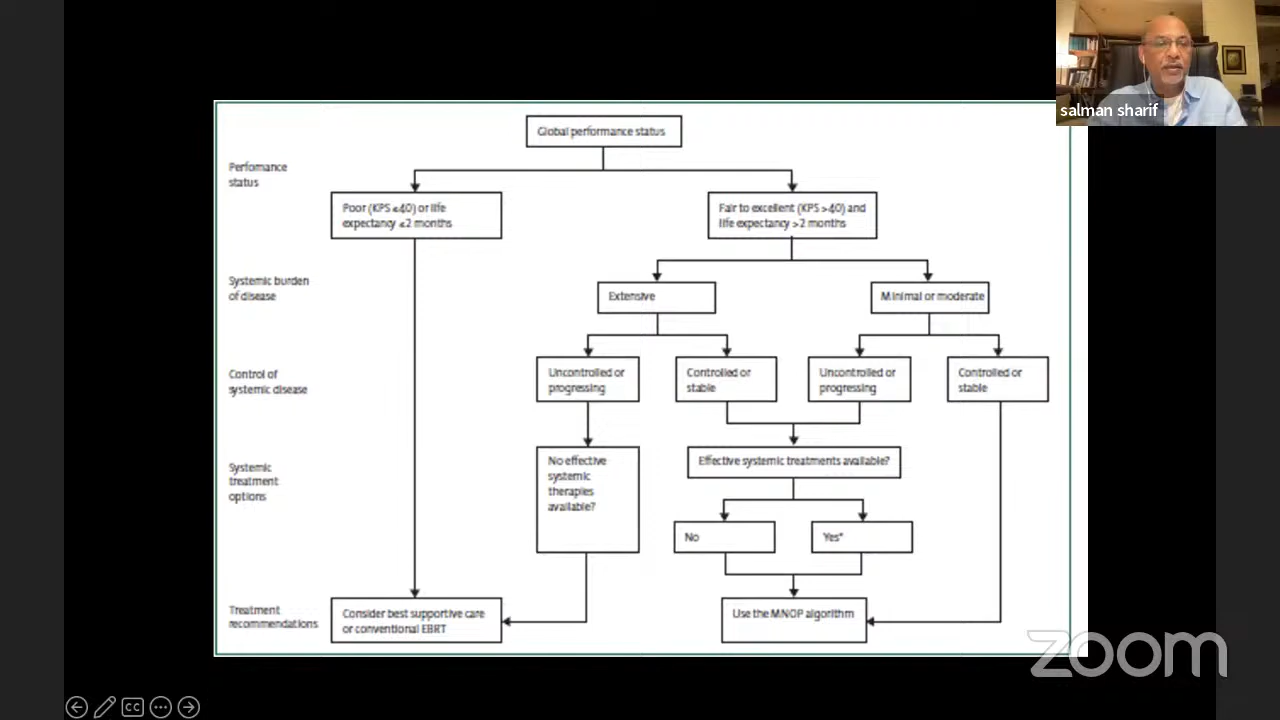 salman sharif
Global performance status
Perfomance
status
Poor (KPS ≤40) or life
expectancy ≤2 months
Fair to excellent (KPS >40) and
life expectancy >2 months
Systemic burden
of disease
Extensive
Minimal or moderate
Control of
systemic disease
Uncontrolled or
progressing
Controlled or
stable
Uncontrolled or
progressing
Controlled or
stable
Systemic
treatment
options
No effective
systemic
therapies
available?
Effective systemic treatments available?
No
Yes*
Treatment
recommendations
Consider best supportive care
or conventional EBRT
Use the MNOP algorithm
zoom
CC